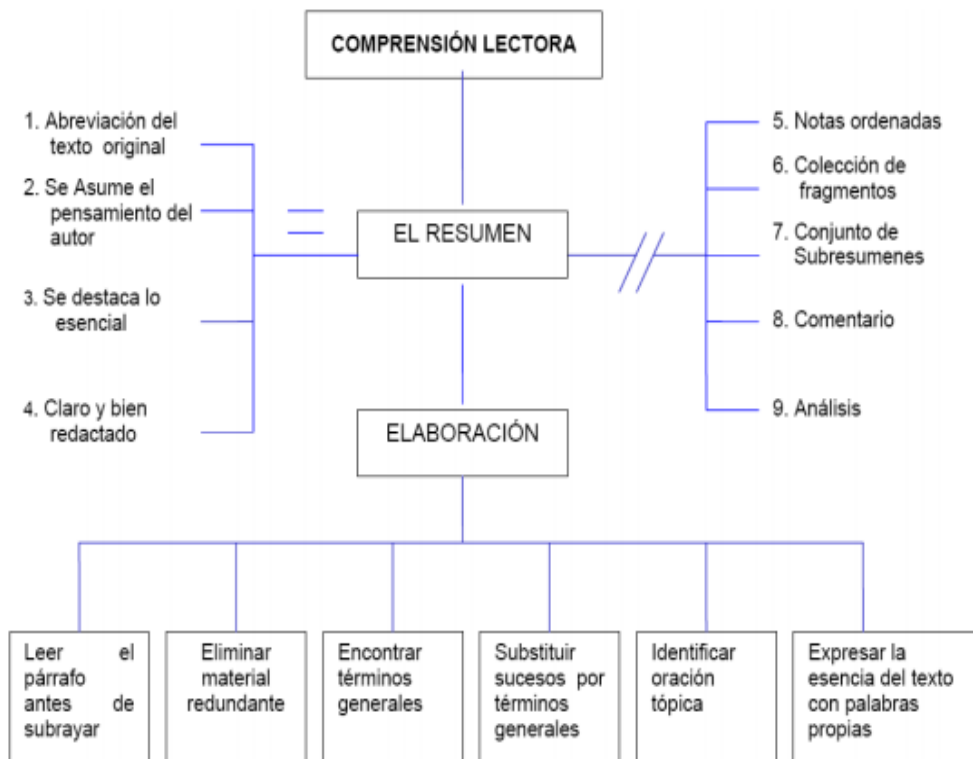 COMPRENSIÓN LECTORA
1. Abreviación del
texto original
2. Se Asume el
pensamiento del
autor
3. Se destaca lo
esencial
4. Claro y bien
redactado
EL RESUMEN
5. Notas ordenadas
6. Colección de
fragmentos
7. Conjunto de
Subresumenes
8. Comentario
9. Análisis
ELABORACIÓN
Leer el
párrafo
antes de
subrayar
Eliminar
material
redundante
Encontrar
términos
generales
Substituir
sucesos por
términos
generales
Identificar
oración
tópica
Expresar la
esencia del texto
con palabras
propias